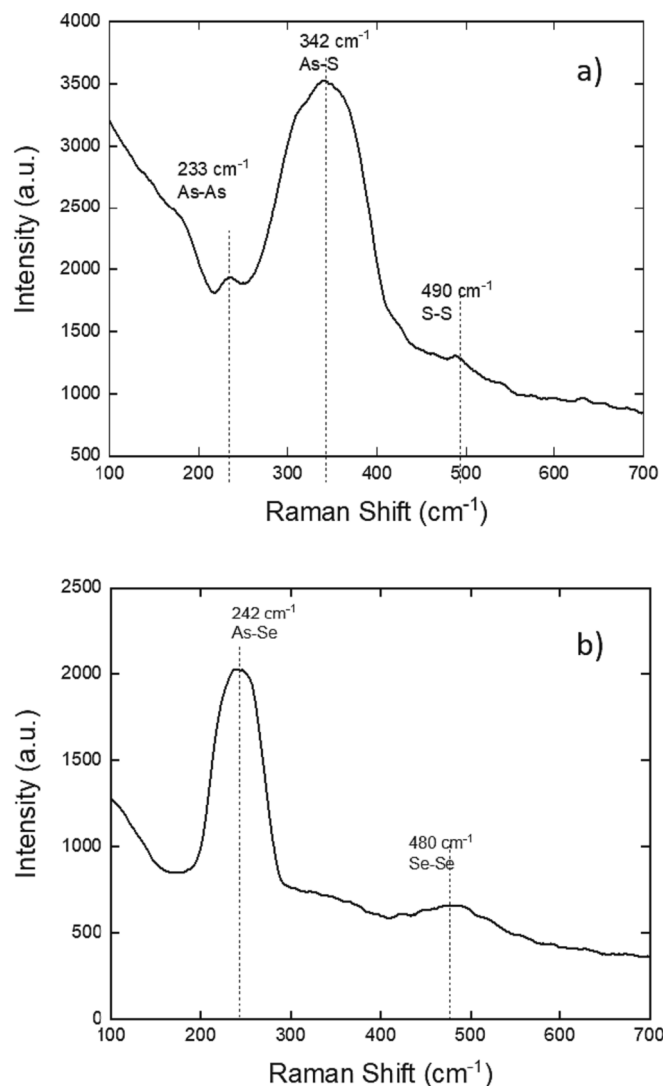 4000
3500
3000
2500
2000
1500
1000
500
Intensity (a.u.)
342 cm⁻¹
As-S
a)
233 cm⁻¹
As-As
490 cm⁻¹
S-S
100 200 300 400 500 600 700
Raman Shift (cm⁻¹)
2500
2000
1500
1000
500
0
Intensity (a.u.)
242 cm⁻¹
As-Se
b)
480 cm⁻¹
Se-Se
100 200 300 400 500 600 700
Raman Shift (cm⁻¹)